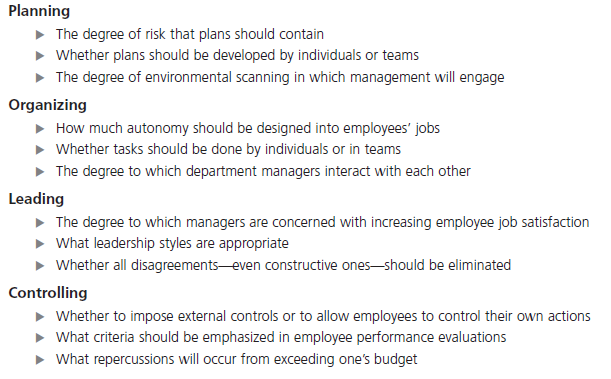 Planning
► The degree of risk that plans should contain
► Whether plans should be developed by individuals or teams
► The degree of environmental scanning in which management will engage
Organizing
► How much autonomy should be designed into employees’ jobs
► Whether tasks should be done by individuals or in teams
► The degree to which department managers interact with each other
Leading
► The degree to which managers are concerned with increasing employee job satisfaction
► What leadership styles are appropriate
► Whether all disagreements—even constructive ones—should be eliminated
Controlling
► Whether to impose external controls or to allow employees to control their own actions
► What criteria should be emphasized in employee performance evaluations
► What repercussions will occur from exceeding one’s budget